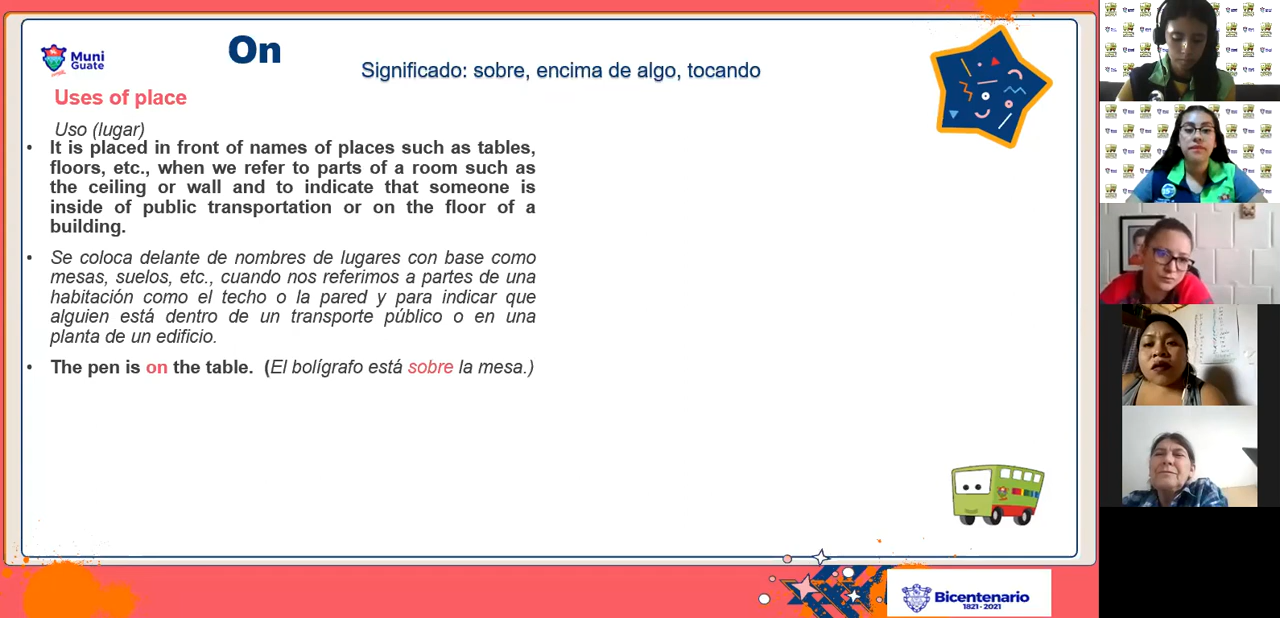 On
Muni
Guate
Significado: sobre, encima de algo, tocando
Uses of place
Uso (lugar)
• It is placed in front of names of places such as tables,
floors, etc., when we refer to parts of a room such as
the ceiling or wall and to indicate that someone is
inside of public transportation or on the floor of a
building.
• Se coloca delante de nombres de lugares con base como
mesas, suelos, etc., cuando nos referimos a partes de una
habitación como el techo o la pared y para indicar que
alguien está dentro de un transporte público o en una
planta de un edificio.
• The pen is on the table. (El bolígrafo está sobre la mesa.)
Bicentenario
1821 - 2021